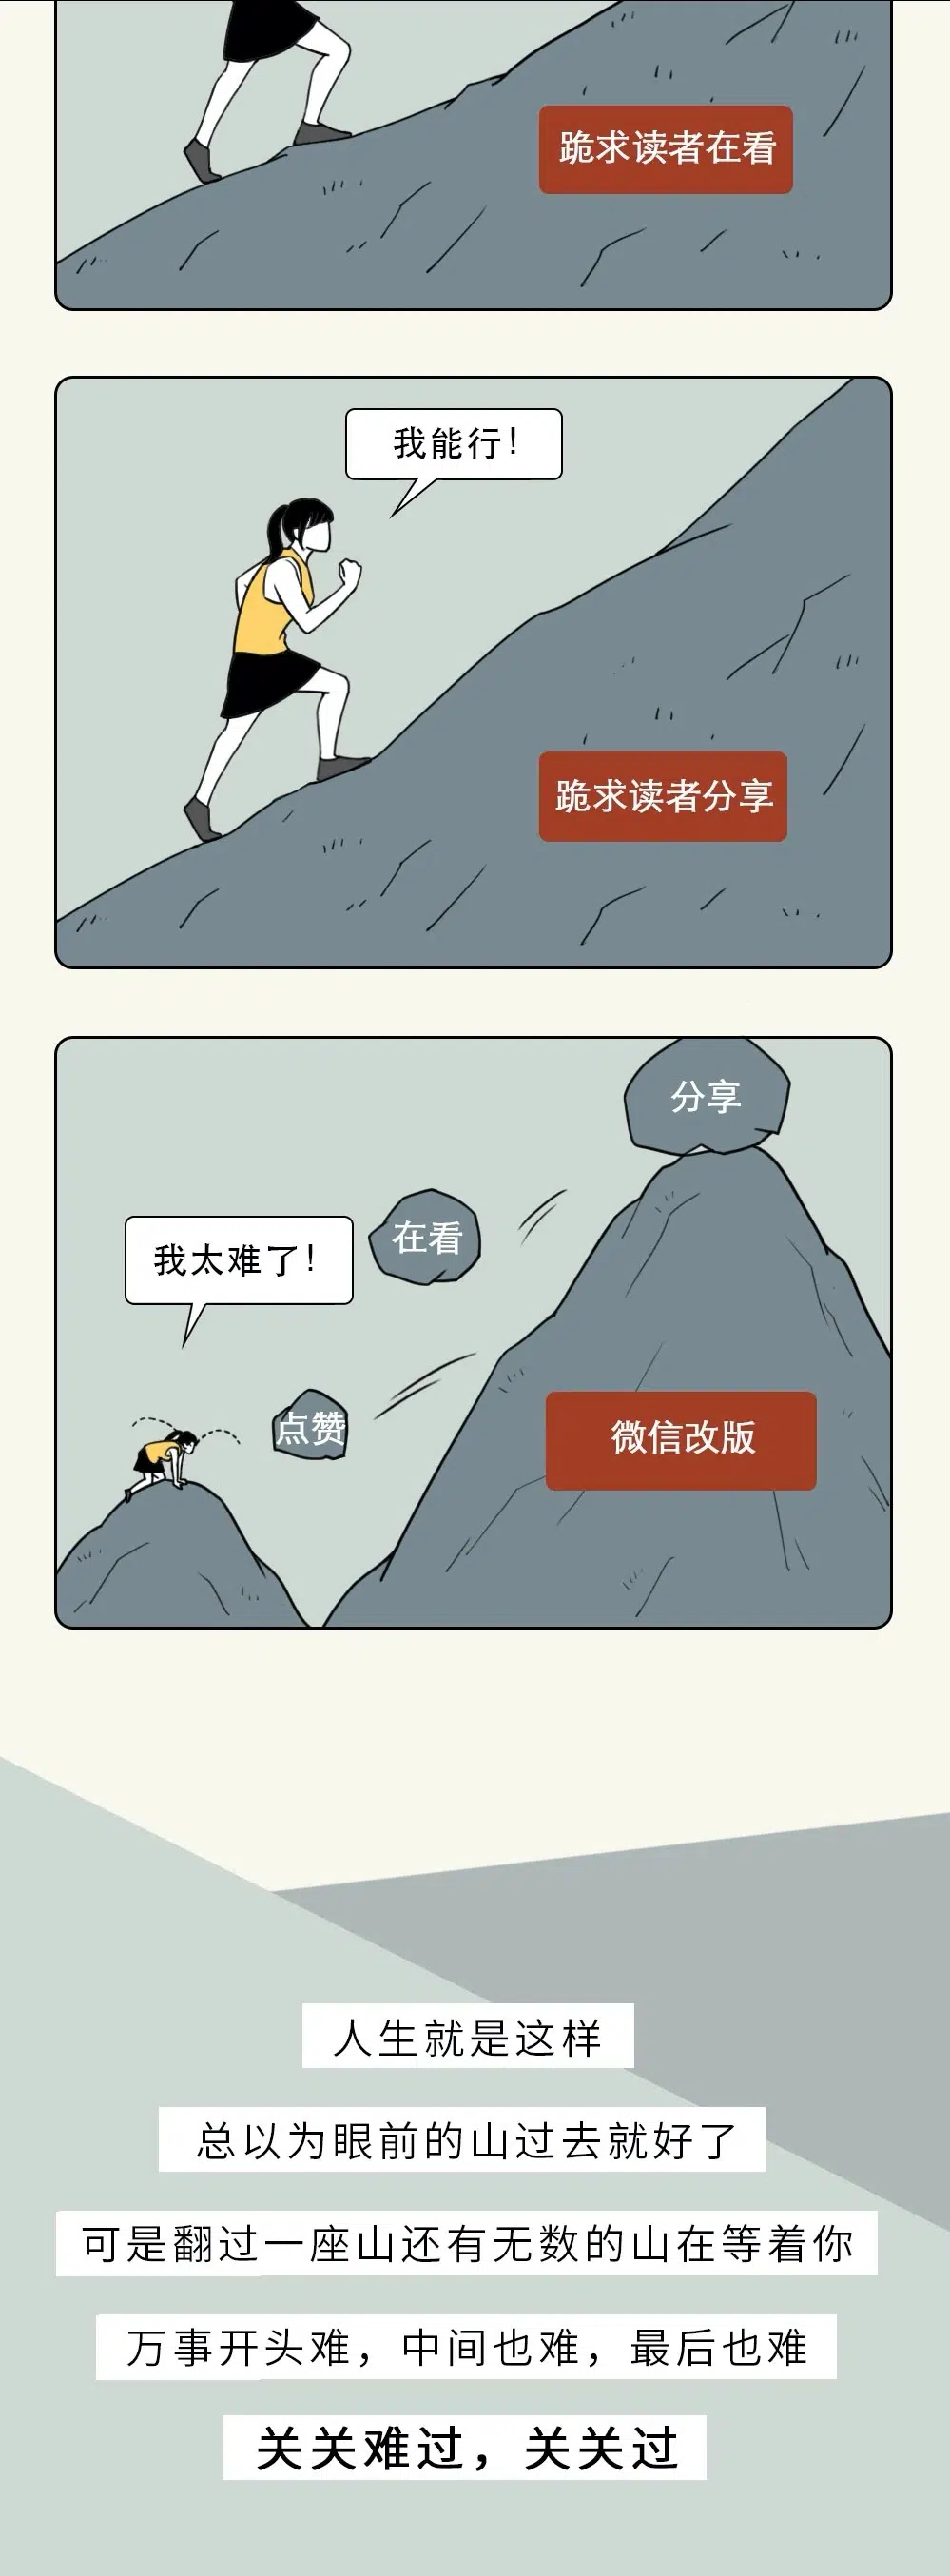 跪求读者在看
我能行！
跪求读者分享
分享
在看
我太难了！
点赞
微信改版
人生就是这样
总以为眼前的山过去就好了
可是翻过一座山还有无数的山在等着你
万事开头难，中间也难，最后也难
关关难过，关关过